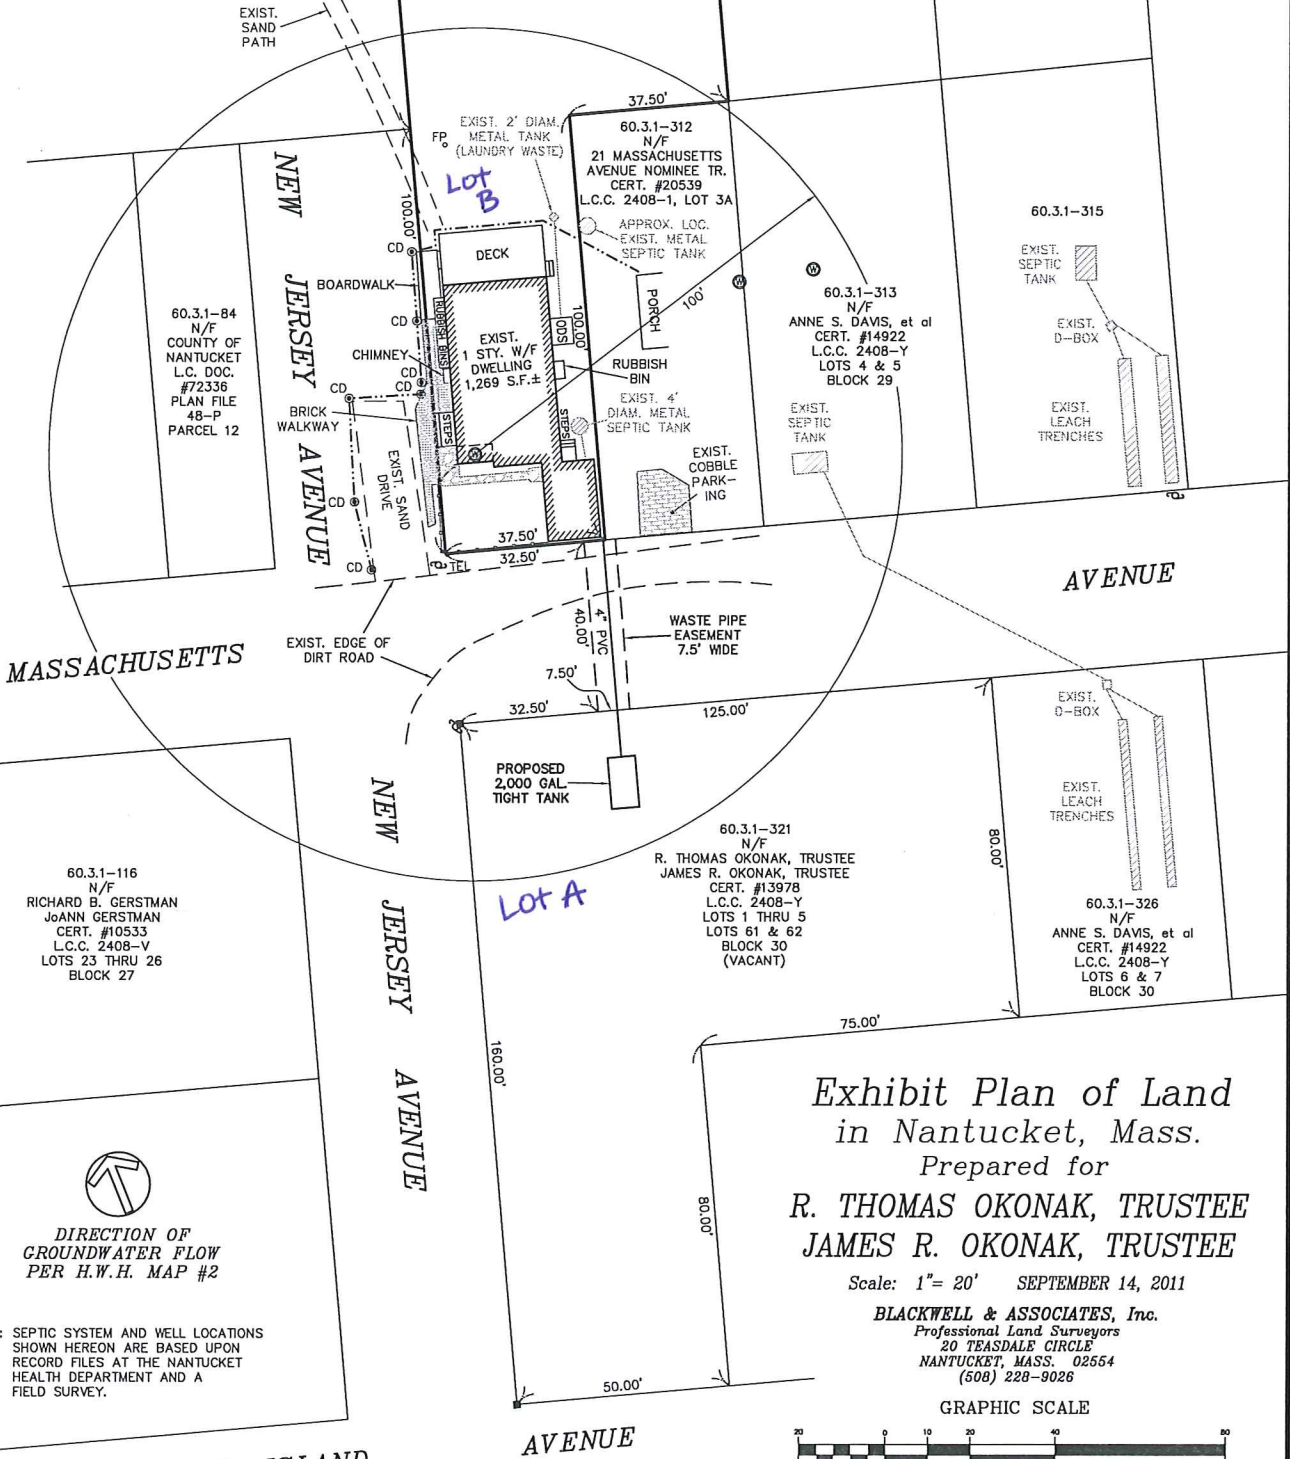 EXIST.
SAND
PATH
37.50'
60.3.1-312
N/F
21 MASSACHUSETTS
AVENUE NOMINEE TR.
CERT. #20539
L.C.C. 2408-1, LOT 3A
EXIST. 2' DIAM.
METAL TANK
(LAUNDRY WASTE)
FP
Lot
B
100.00'
NEW JERSEY AVENUE
60.3.1-315
APPROX. LOC.
EXIST. METAL
SEPTIC TANK
CD
DECK
EXIST.
SEPTIC
TANK
BOARDWALK
W
W
PORCH
100'
60.3.1-313
N/F
ANNE S. DAVIS, et al
CERT. #14922
L.C.C. 2408-Y
LOTS 4 & 5
BLOCK 29
60.3.1-84
N/F
COUNTY OF
NANTUCKET
L.C. DOC.
#72336
PLAN FILE
48-P
PARCEL 12
CD
RUBBISH BINS
EXIST.
1 STY. W/F
DWELLING
1,269 S.F.±
ODS
100.00'
EXIST.
D-BOX
CHIMNEY
RUBBISH
BIN
CD
CD
CD
BRICK
WALKWAY
STEPS
STEPS
EXIST. 4'
DIAM. METAL
SEPTIC TANK
EXIST.
SEPTIC
TANK
EXIST.
LEACH
TRENCHES
EXIST. SAND
DRIVE
W
EXIST.
COBBLE
PARK-
ING
CD
CD
37.50'
32.50'
TEL
AVENUE
MASSACHUSETTS
EXIST. EDGE OF
DIRT ROAD
4" PVC
40.00'
WASTE PIPE
EASEMENT
7.5' WIDE
7.50'
32.50'
125.00'
EXIST.
D-BOX
PROPOSED
2,000 GAL.
TIGHT TANK
EXIST.
LEACH
TRENCHES
NEW JERSEY AVENUE
60.3.1-321
N/F
R. THOMAS OKONAK, TRUSTEE
JAMES R. OKONAK, TRUSTEE
CERT. #13978
L.C.C. 2408-Y
LOTS 1 THRU 5
LOTS 61 & 62
BLOCK 30
(VACANT)
80.00'
Lot A
60.3.1-116
N/F
RICHARD B. GERSTMAN
JoANN GERSTMAN
CERT. #10533
L.C.C. 2408-V
LOTS 23 THRU 26
BLOCK 27
60.3.1-326
N/F
ANNE S. DAVIS, et al
CERT. #14922
L.C.C. 2408-Y
LOTS 6 & 7
BLOCK 30
75.00'
160.00'
80.00'
50.00'
DIRECTION OF
GROUNDWATER FLOW
PER H.W.H. MAP #2
: SEPTIC SYSTEM AND WELL LOCATIONS
SHOWN HEREON ARE BASED UPON
RECORD FILES AT THE NANTUCKET
HEALTH DEPARTMENT AND A
FIELD SURVEY.
AVENUE
Exhibit Plan of Land
in Nantucket, Mass.
Prepared for
R. THOMAS OKONAK, TRUSTEE
JAMES R. OKONAK, TRUSTEE
Scale: 1"= 20' SEPTEMBER 14, 2011
BLACKWELL & ASSOCIATES, Inc.
Professional Land Surveyors
20 TEASDALE CIRCLE
NANTUCKET, MASS. 02554
(508) 228-9026
GRAPHIC SCALE
20 0 10 20 40 80